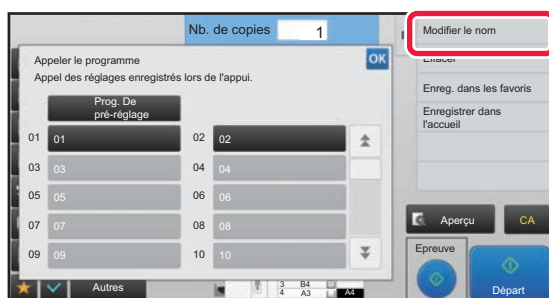 Nb. de copies 1
Appeler le programme
OK
Appel des réglages enregistrés lors de l'appui.
Prog. De
pré-réglage
01 01
02 02
03 03
04 04
05 05
06 06
07 07
08 08
09 09
10 10
Autres
3 B4
4 A3
A4
Modifier le nom
Effacer
Enreg. dans les favoris
Enregistrer dans
l'accueil
Aperçu
CA
Epreuve
Départ